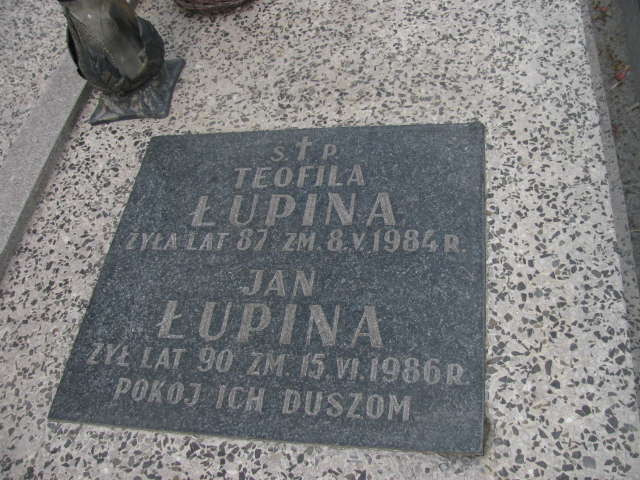 Ś.†P.
TEOFILA
ŁUPINA
ŻYŁA LAT 87 ZM. 8.V.1984 R.
JAN
ŁUPINA
ŻYŁ LAT 90 ZM. 15.VI.1986 R.
POKÓJ ICH DUSZOM